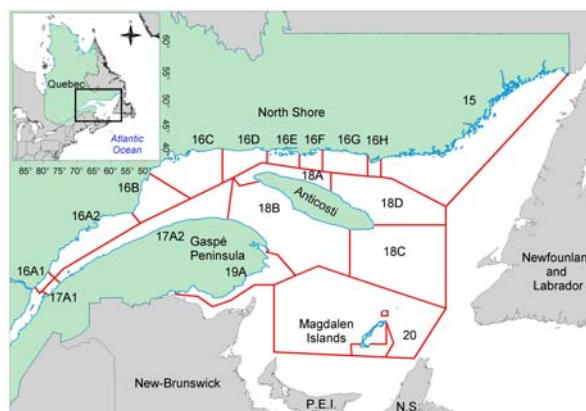 Quebec
Atlantic
Ocean
60°
55°
50°
45°
40°
85°
80°
75°
70°
65°
60°
55°
50°
North Shore
15
16C
16D
16E
16F
16G
16H
16B
18A
Anticosti
18D
16A2
18B
17A2
Gaspé
Peninsula
18C
19A
16A1
17A1
Newfounlan
and
Labrador
Magdalen
Islands
20
New-Brunswick
P.E.I.
N.S.